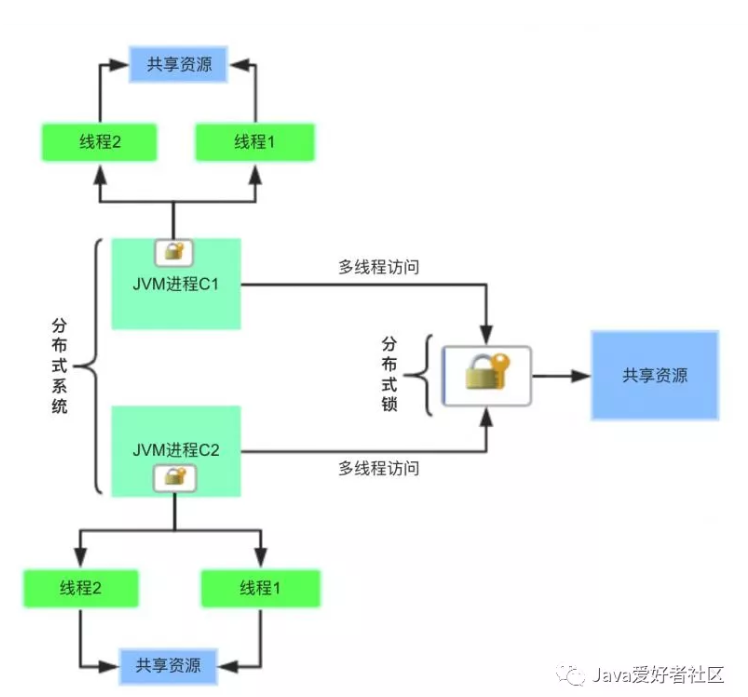 共享资源
线程2
线程1
JVM进程C1
多线程访问
分布式系统
分布式锁
共享资源
JVM进程C2
多线程访问
线程2
线程1
共享资源
Java爱好者社区